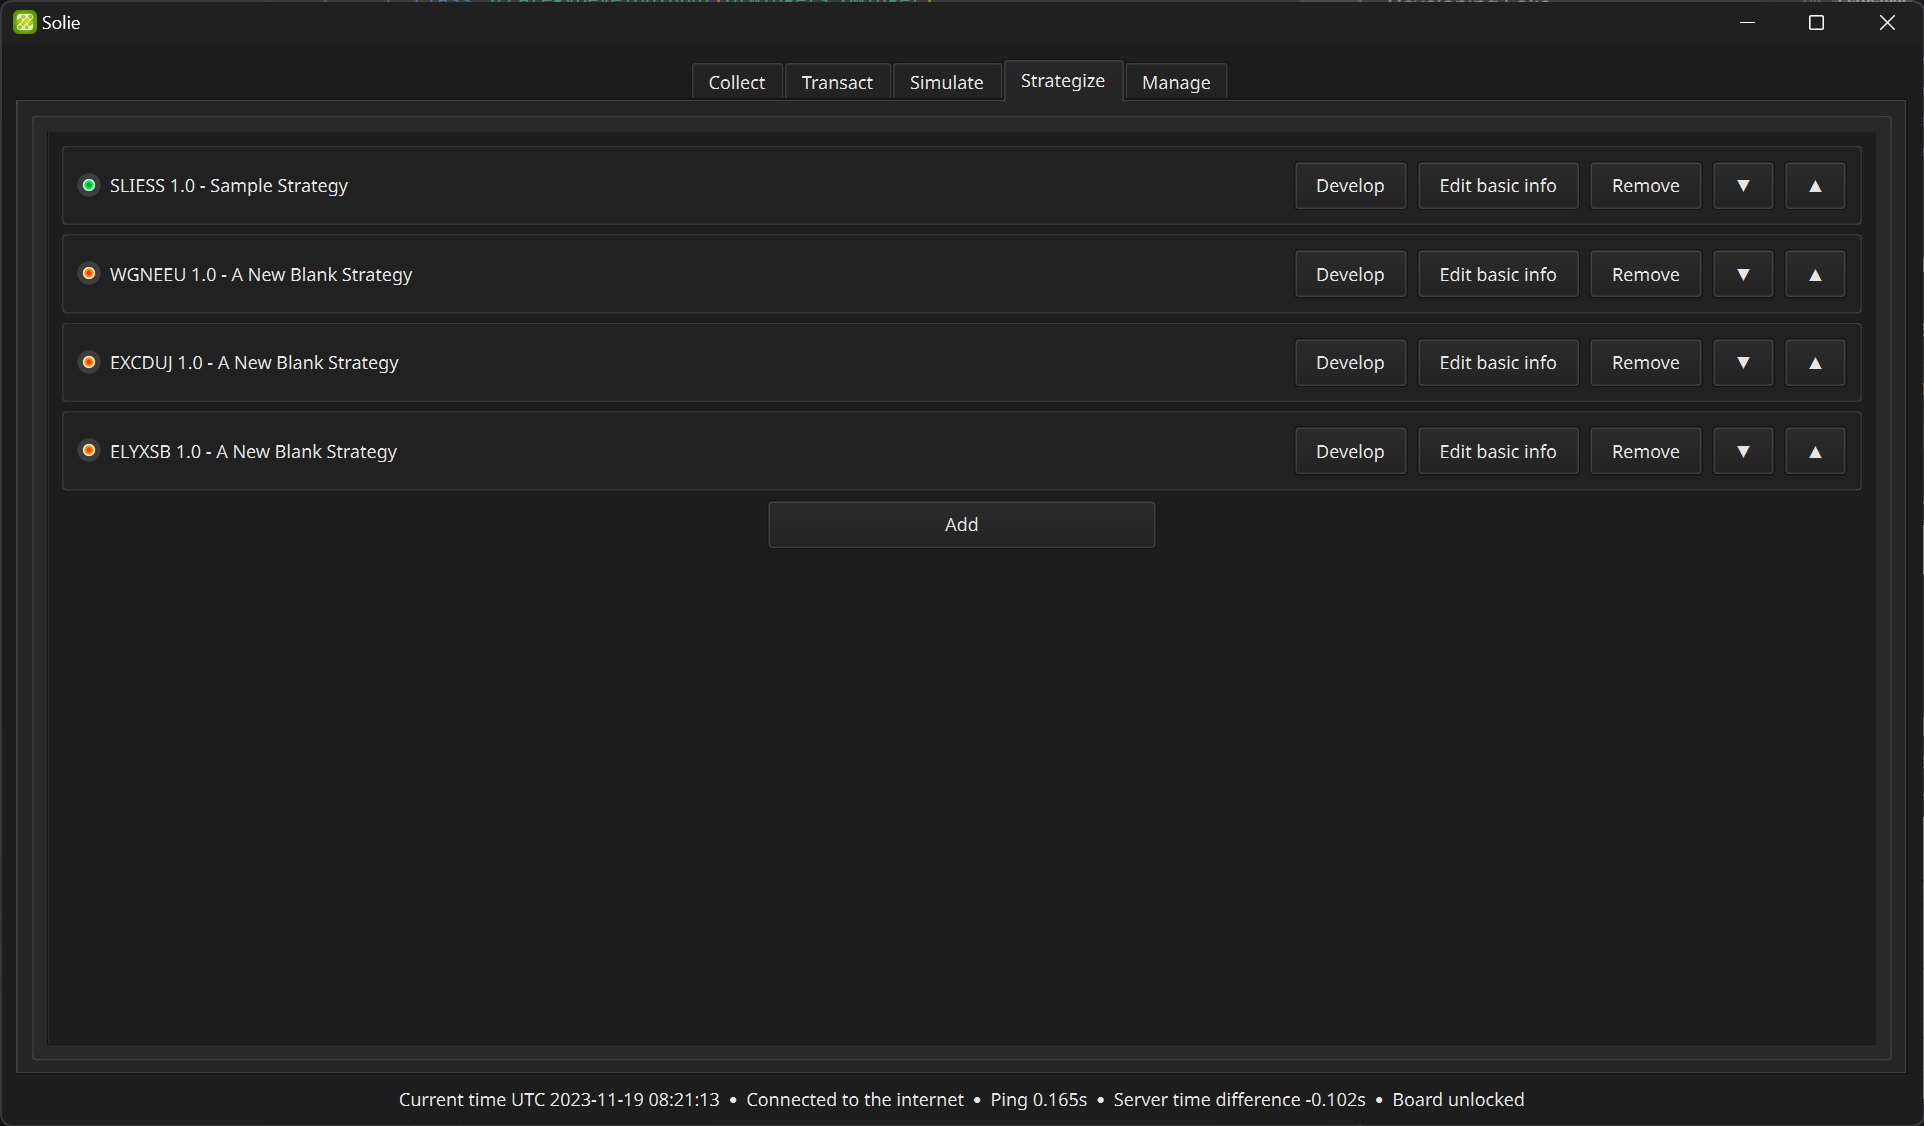 Solie
Collect Transact Simulate Strategize Manage
SLIESS 1.0 - Sample Strategy Develop Edit basic info Remove ▼ ▲
WGNEEU 1.0 - A New Blank Strategy Develop Edit basic info Remove ▼ ▲
EXCDUJ 1.0 - A New Blank Strategy Develop Edit basic info Remove ▼ ▲
ELYXSB 1.0 - A New Blank Strategy Develop Edit basic info Remove ▼ ▲
Add
Current time UTC 2023-11-19 08:21:13 • Connected to the internet • Ping 0.165s • Server time difference -0.102s • Board unlocked